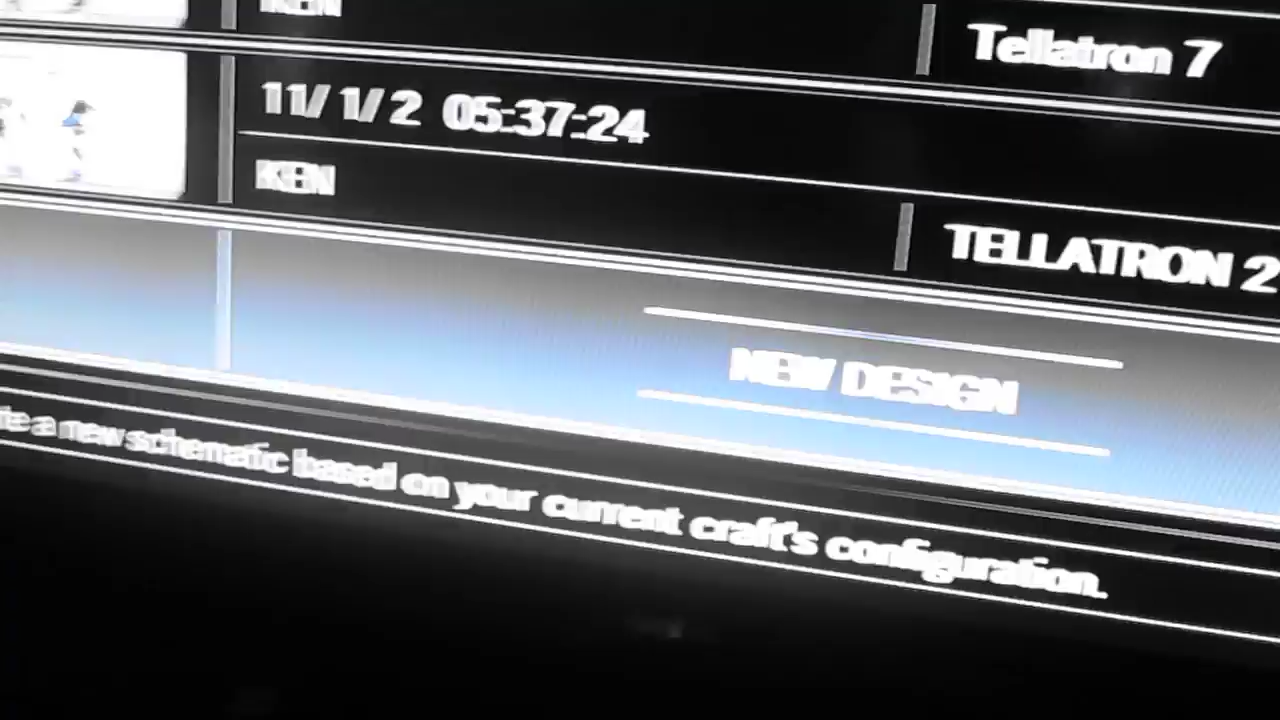 KEN
Tellatron 7
11/ 1/ 2 05:37:24
KEN
TELLATRON 2
NEW DESIGN
a new schematic based on your current craft's configuration.